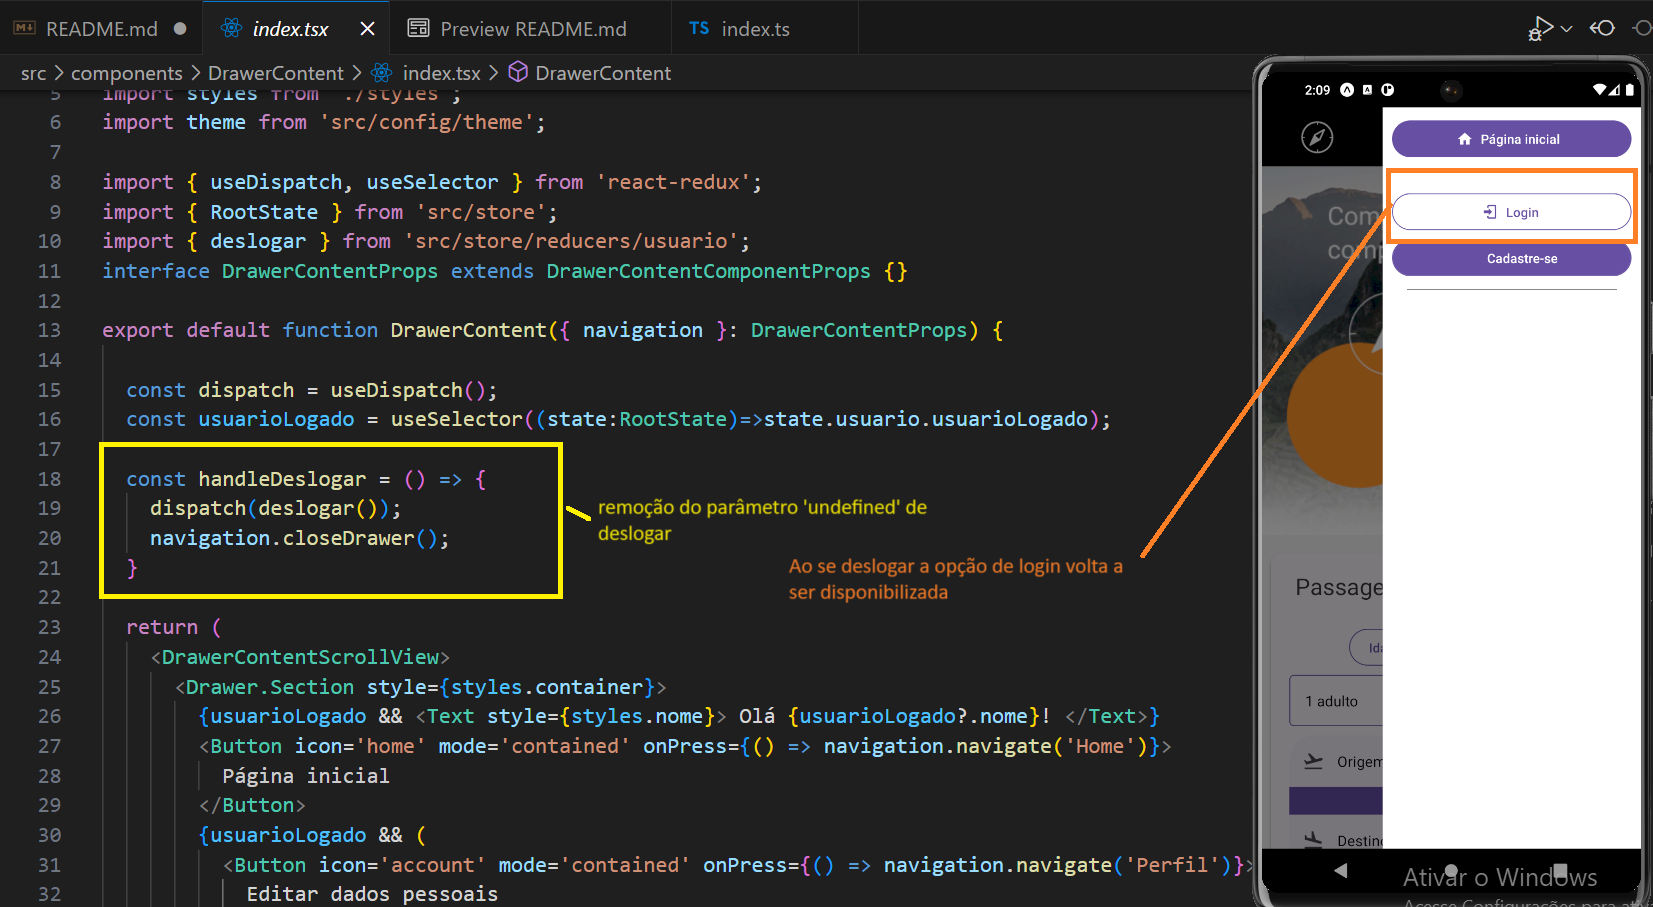 README.md
index.tsx
Preview README.md
TS index.ts
src > components > DrawerContent > index.tsx > DrawerContent
5 import styles from './styles';
6 import theme from 'src/config/theme';
7
8 import { useDispatch, useSelector } from 'react-redux';
9 import { RootState } from 'src/store';
10 import { deslogar } from 'src/store/reducers/usuario';
11 interface DrawerContentProps extends DrawerContentComponentProps {}
12
13 export default function DrawerContent({ navigation }: DrawerContentProps) {
14
15 const dispatch = useDispatch();
16 const usuarioLogado = useSelector((state:RootState)=>state.usuario.usuarioLogado);
17
18 const handleDeslogar = () => {
19 dispatch(deslogar());
20 navigation.closeDrawer();
21 }
22
23 return (
24 <DrawerContentScrollView>
25 <Drawer.Section style={styles.container}>
26 {usuarioLogado && <Text style={styles.nome}> Olá {usuarioLogado?.nome}! </Text>}
27 <Button icon='home' mode='contained' onPress={() => navigation.navigate('Home')}>
28 Página inicial
29 </Button>
30 {usuarioLogado && (
31 <Button icon='account' mode='contained' onPress={() => navigation.navigate('Perfil')}>
32 Editar dados pessoais
remoção do parâmetro 'undefined' de
deslogar
Ao se deslogar a opção de login volta a
ser disponibilizada
2:09
Página inicial
Login
Cadastre-se
Com
comp
Passage
Ida
1 adulto
Origem
Destino
Ativar o Windows